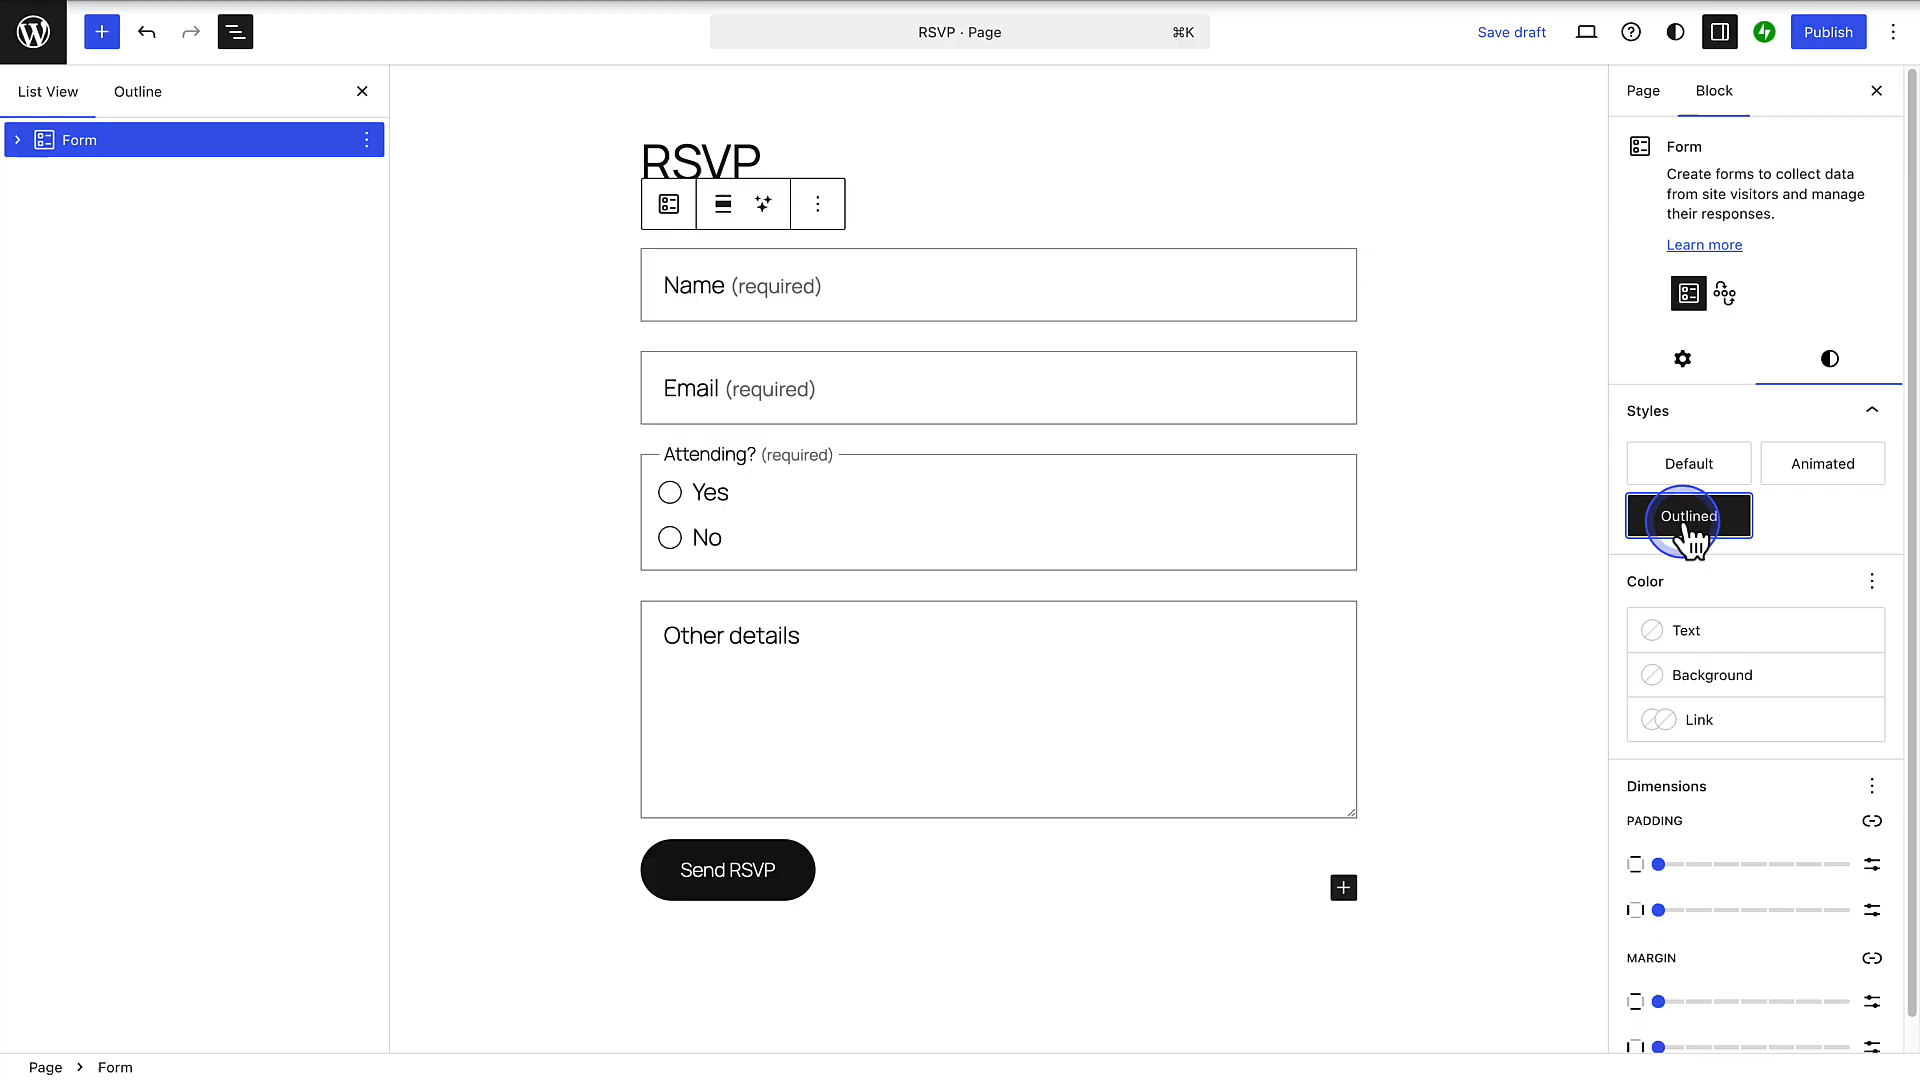 RSVP · Page
⌘K
Save draft
Publish
List View
Outline
Form
RSVP
Name (required)
Email (required)
Attending? (required)
Yes
No
Other details
Send RSVP
Page
Block
Form
Create forms to collect data
from site visitors and manage
their responses.
Learn more
Styles
Default
Animated
Outlined
Color
Text
Background
Link
Dimensions
PADDING
MARGIN
Page
Form